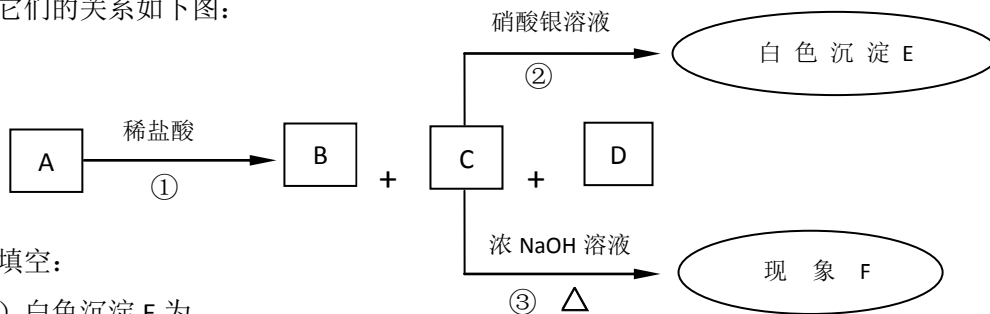 它们的关系如下图：
硝酸银溶液
白 色 沉 淀 E
②
稀盐酸
A
B
+
C
+
D
①
浓 NaOH 溶液
填空：
现 象 F
③ △
白色沉淀 E 为